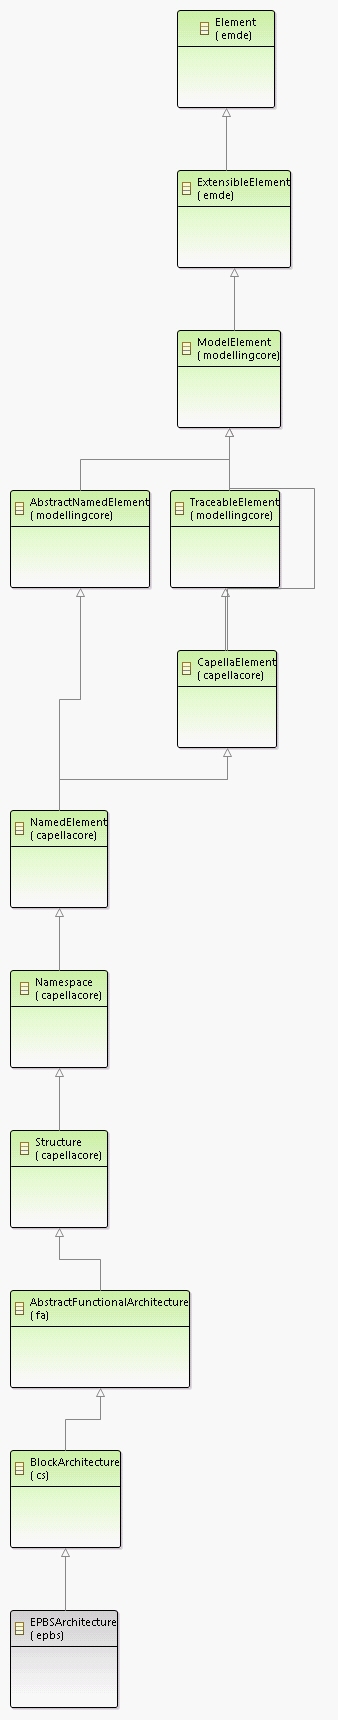 Element
( emde)
ExtensibleElement
( emde)
ModelElement
( modellingcore)
AbstractNamedElement
( modellingcore)
TraceableElement
( modellingcore)
CapellaElement
( capellacore)
NamedElement
( capellacore)
Namespace
( capellacore)
Structure
( capellacore)
AbstractFunctionalArchitecture
( fa)
BlockArchitecture
( cs)
EPBSArchitecture
( epbs)